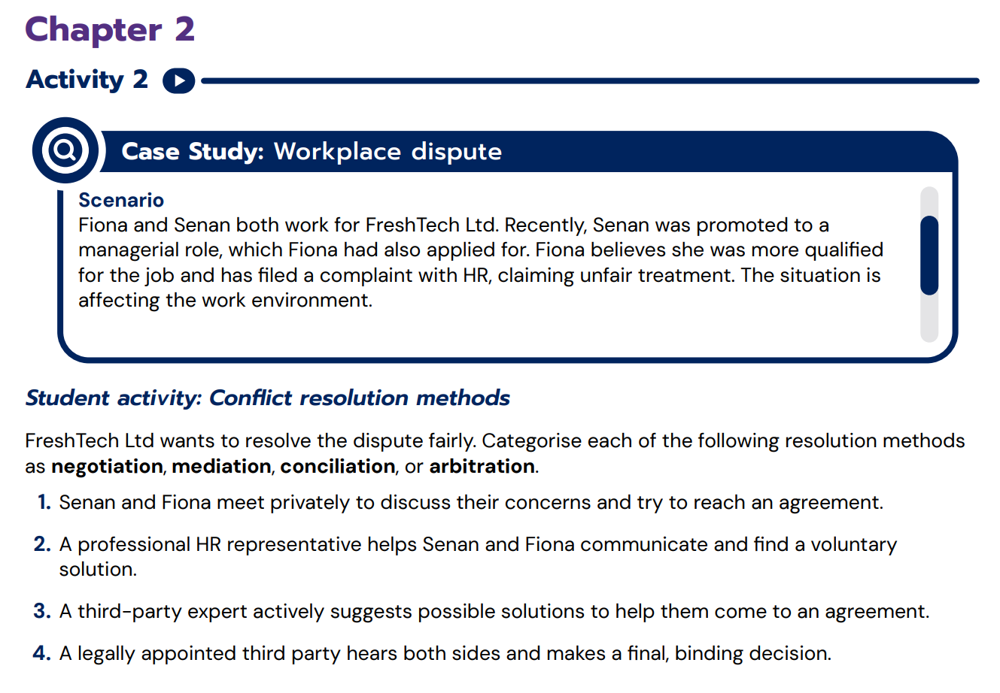 Chapter 2
Activity 2
Case Study: Workplace dispute
Scenario
Fiona and Senan both work for FreshTech Ltd. Recently, Senan was promoted to a
managerial role, which Fiona had also applied for. Fiona believes she was more qualified
for the job and has filed a complaint with HR, claiming unfair treatment. The situation is
affecting the work environment.
Student activity: Conflict resolution methods
FreshTech Ltd wants to resolve the dispute fairly. Categorise each of the following resolution methods
as negotiation, mediation, conciliation, or arbitration.
1. Senan and Fiona meet privately to discuss their concerns and try to reach an agreement.
2. A professional HR representative helps Senan and Fiona communicate and find a voluntary
solution.
3. A third-party expert actively suggests possible solutions to help them come to an agreement.
4. A legally appointed third party hears both sides and makes a final, binding decision.